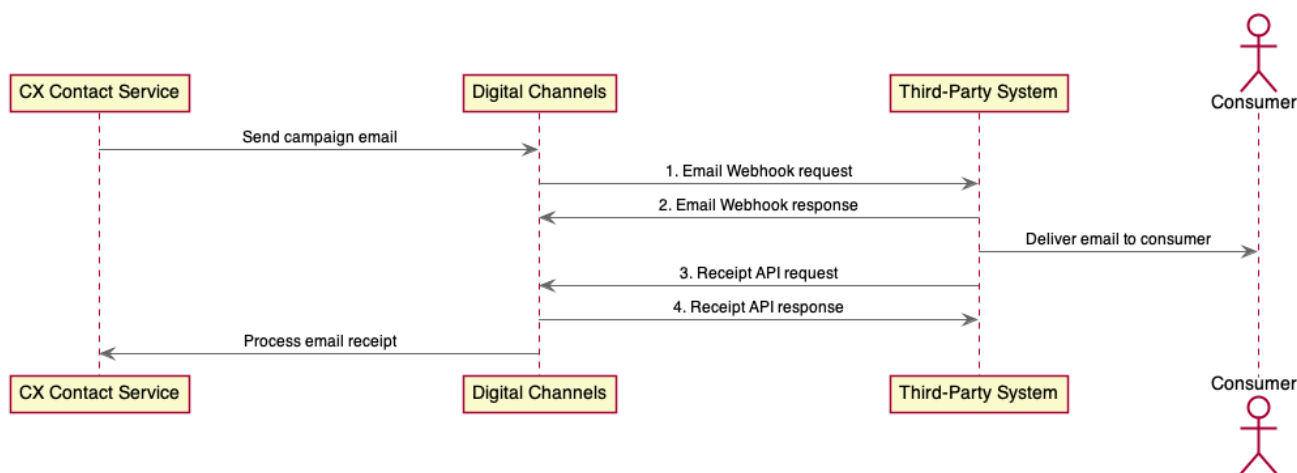 CX Contact Service
Digital Channels
Third-Party System
Consumer
Send campaign email
1. Email Webhook request
2. Email Webhook response
Deliver email to consumer
3. Receipt API request
4. Receipt API response
Process email receipt
CX Contact Service
Digital Channels
Third-Party System
Consumer